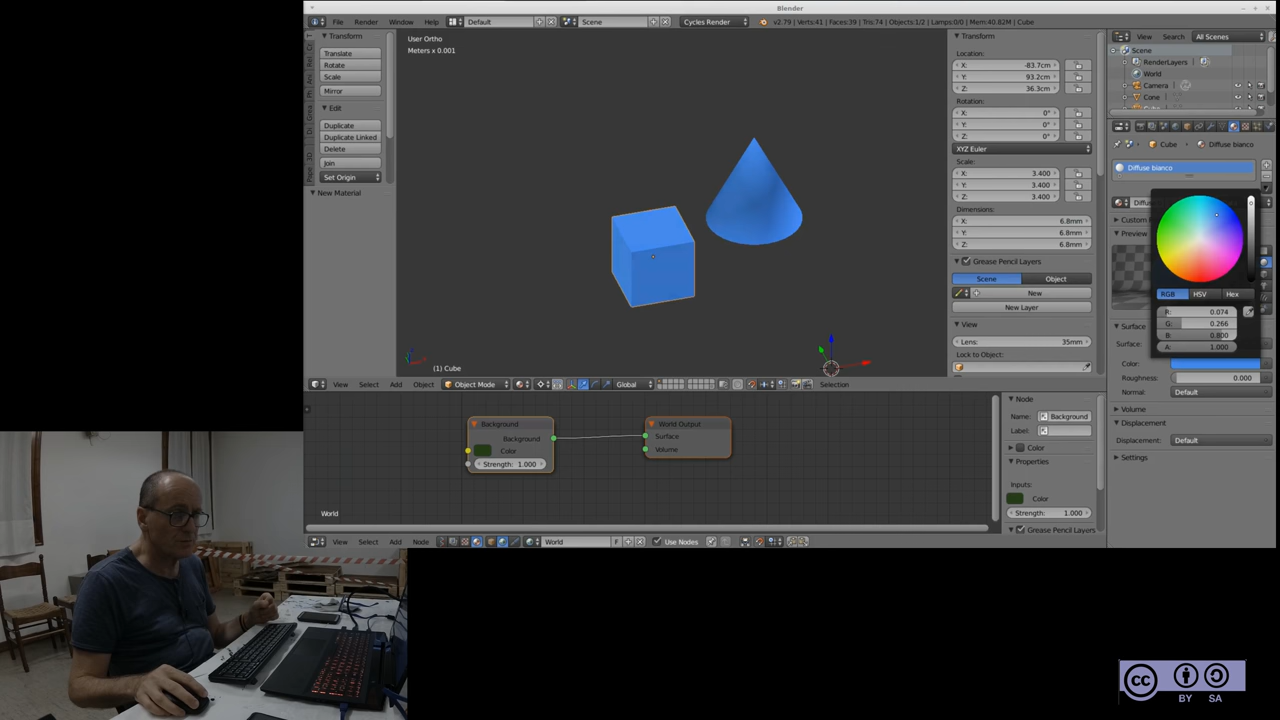 Blender
File Render Window Help Default Scene Cycles Render v2.79 | Verts:41 | Faces:39 | Tris:74 | Objects:1/2 | Lamps:0/0 | Mem:40.82M | Cube
Transform
Translate
Rotate
Scale
Mirror
Edit
Duplicate
Duplicate Linked
Delete
Join
Set Origin
New Material
User Ortho
Meters x 0.001
(1) Cube
View Select Add Object Object Mode Global Selection
Transform
Location:
X: -83.7cm
Y: 93.2cm
Z: 36.3cm
Rotation:
X: 0°
Y: 0°
Z: 0°
XYZ Euler
Scale:
X: 3.400
Y: 3.400
Z: 3.400
Dimensions:
X: 6.8mm
Y: 6.8mm
Z: 6.8mm
Grease Pencil Layers
Scene Object
New
New Layer
View
Lens: 35mm
Lock to Object:
View Search All Scenes
Scene
RenderLayers
World
Camera
Cone
Cube Diffuse bianco
Diffuse bianco
Preview
RGB HSV Hex
R: 0.074
G: 0.266
B: 0.800
A: 1.000
Surface
Surface:
Color:
Roughness: 0.000
Normal: Default
Volume
Displacement
Displacement: Default
Settings
Background
Background
Color
Strength: 1.000
World Output
Surface
Volume
World
Node
Name: Background
Label:
Color
Properties
Inputs:
Color
Strength: 1.000
Grease Pencil Layers
View Select Add Node World F Use Nodes
cc BY SA